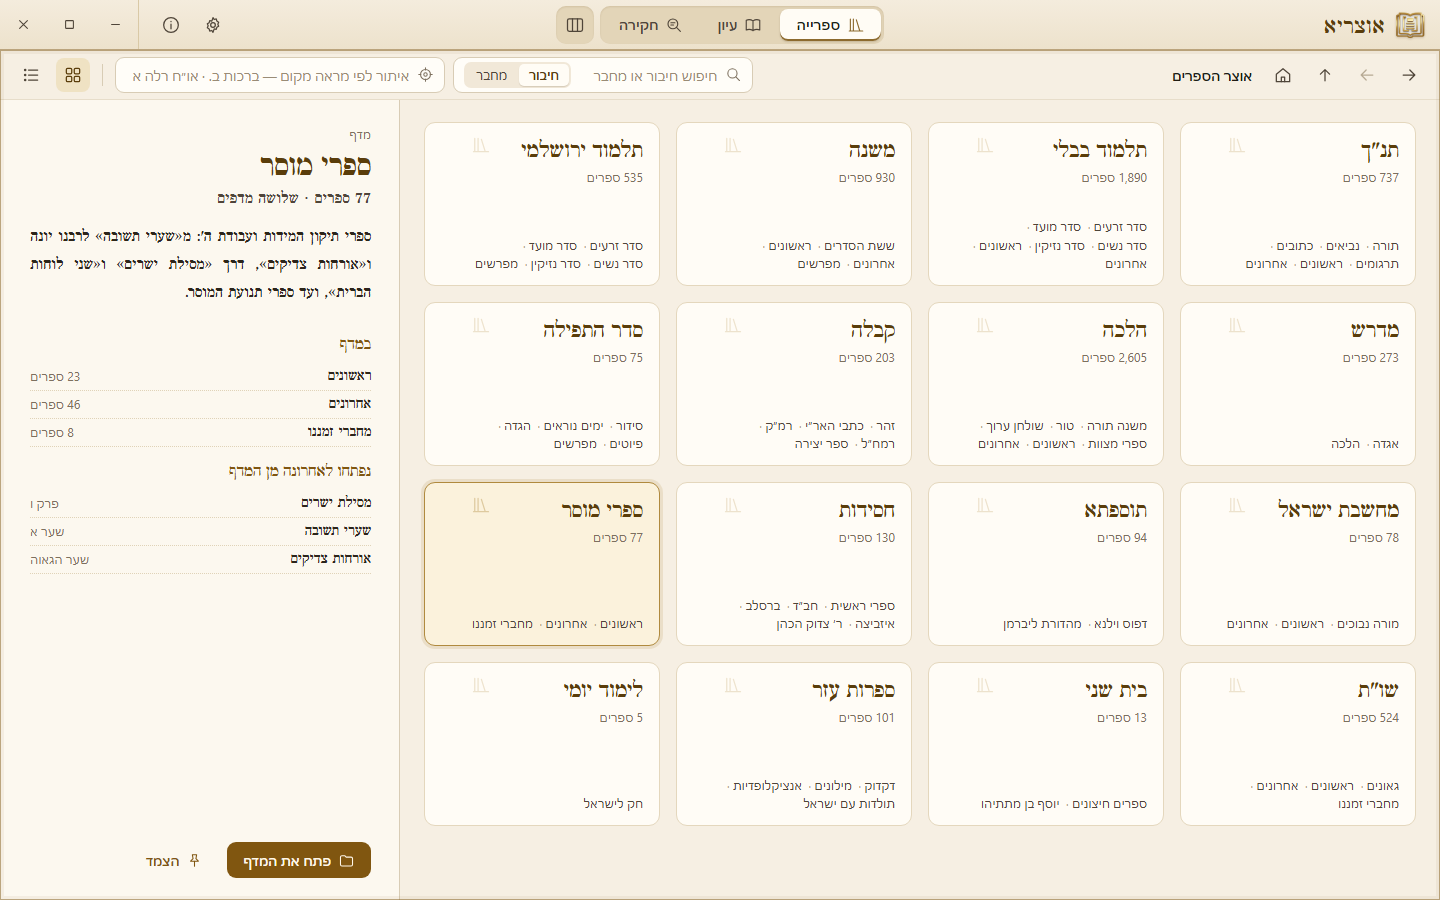 אוצריא
ספרייה
עיון
חקירה
אוצר הספרים
חיפוש חיבור או מחבר
חיבור
מחבר
איתור לפי מראה מקום — ברכות ב. · או״ח רלה א
תנ"ך
737 ספרים
תורה · נביאים · כתובים ·
תרגומים · ראשונים · אחרונים
תלמוד בבלי
1,890 ספרים
סדר זרעים · סדר מועד ·
סדר נשים · סדר נזיקין · ראשונים ·
אחרונים
משנה
930 ספרים
ששת הסדרים · ראשונים ·
אחרונים · מפרשים
תלמוד ירושלמי
535 ספרים
סדר זרעים · סדר מועד ·
סדר נשים · סדר נזיקין · מפרשים
מדרש
273 ספרים
אגדה · הלכה
הלכה
2,605 ספרים
משנה תורה · טור · שולחן ערוך ·
ספרי מצוות · ראשונים · אחרונים
קבלה
203 ספרים
זהר · כתבי האר״י · רמ״ק ·
רמח״ל · ספר יצירה
סדר התפילה
75 ספרים
סידור · ימים נוראים · הגדה ·
פיוטים · מפרשים
מחשבת ישראל
78 ספרים
מורה נבוכים · ראשונים · אחרונים
תוספתא
94 ספרים
דפוס וילנא · מהדורת ליברמן
חסידות
130 ספרים
ספרי ראשית · חב״ד · ברסלב ·
איזביצה · ר׳ צדוק הכהן
ספרי מוסר
77 ספרים
ראשונים · אחרונים · מחברי זמננו
שו"ת
524 ספרים
גאונים · ראשונים · אחרונים ·
מחברי זמננו
בית שני
13 ספרים
ספרים חיצונים · יוסף בן מתתיהו
ספרות עזר
101 ספרים
דקדוק · מילונים · אנציקלופדיות ·
תולדות עם ישראל
לימוד יומי
5 ספרים
חק לישראל
מדף
ספרי מוסר
77 ספרים · שלושה מדפים
ספרי תיקון המידות ועבודת ה': מ«שערי תשובה» לרבנו יונה
ו«אורחות צדיקים», דרך «מסילת ישרים» ו«שני לוחות
הברית», ועד ספרי תנועת המוסר.
במדף
ראשונים 23 ספרים
אחרונים 46 ספרים
מחברי זמננו 8 ספרים
נפתחו לאחרונה מן המדף
מסילת ישרים פרק ו
שערי תשובה שער א
אורחות צדיקים שער הגאוה
פתח את המדף
הצמד